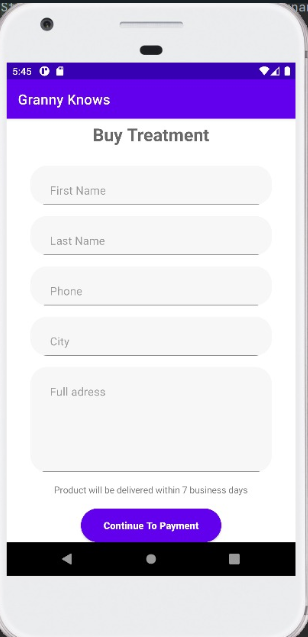 5:45
Granny Knows
Buy Treatment
First Name
Last Name
Phone
City
Full adress
Product will be delivered within 7 business days
Continue To Payment